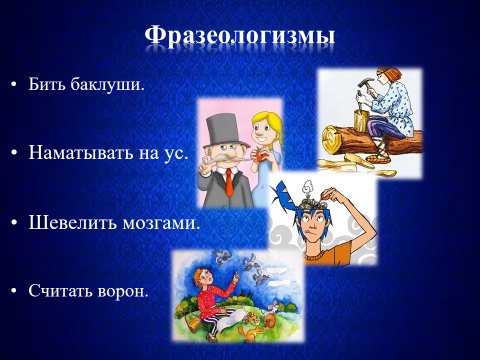 Фразеологизмы
• Бить баклуши.
• Наматывать на ус.
• Шевелить мозгами.
• Считать ворон.